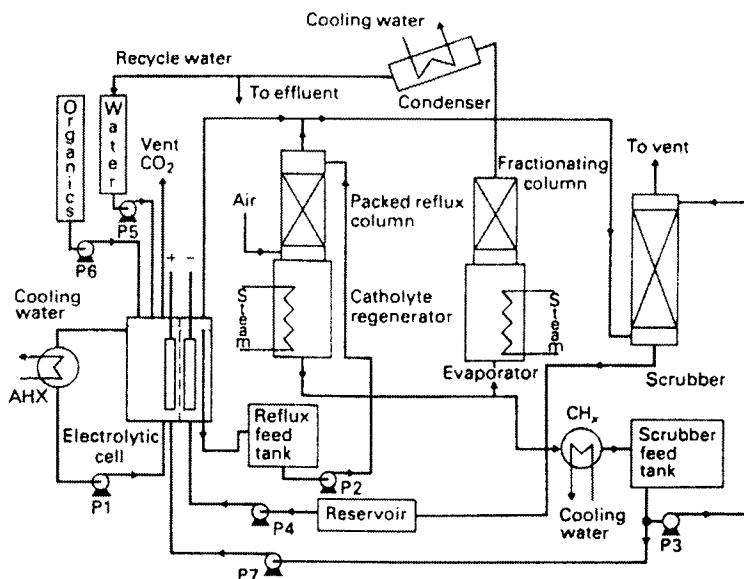 Cooling water
Recycle water
To effluent
Condenser
Organics
Water
Vent
CO₂
To vent
Fractionating
column
Air
Packed reflux
column
P5
P6
+ −
Cooling
water
Steam
Catholyte
regenerator
Steam
Evaporator
Scrubber
AHX
Electrolytic
cell
Reflux
feed
tank
CHₓ
Scrubber
feed
tank
P1
P2
P4
Reservoir
Cooling
water
P3
P7